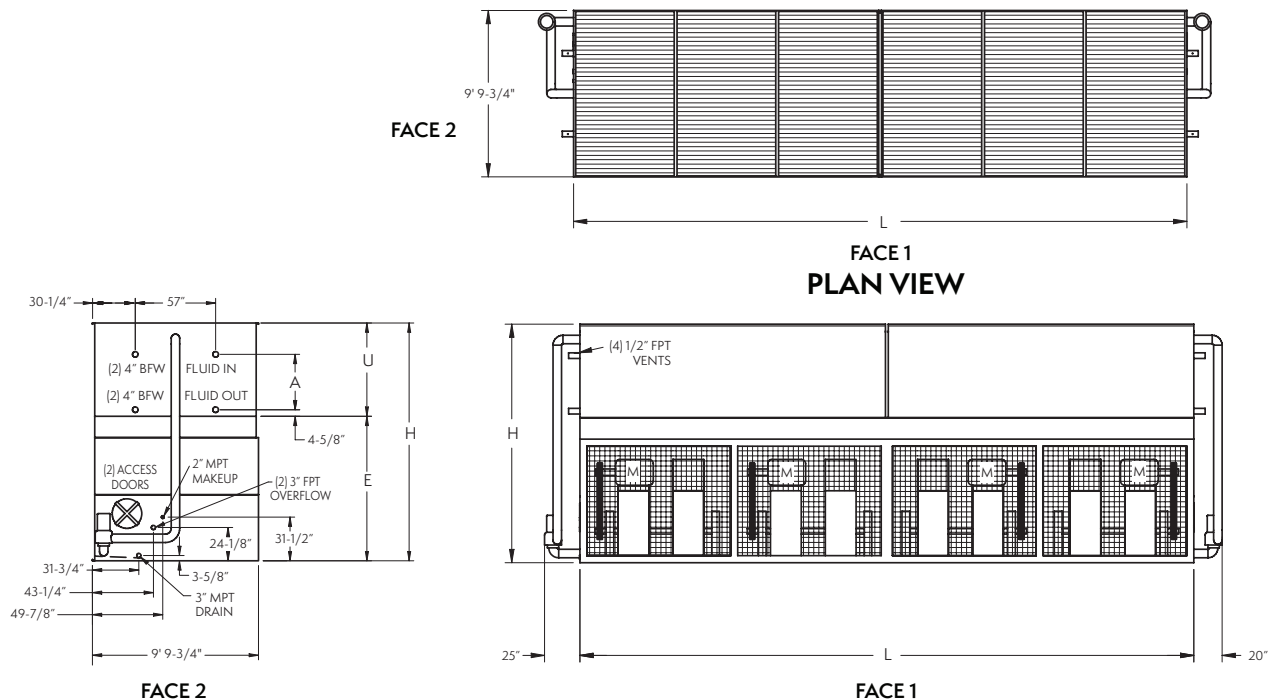 9' 9-3/4"
FACE 2
L
FACE 1
PLAN VIEW
30-1/4"
57"
(2) 4" BFW
FLUID IN
(2) 4" BFW
FLUID OUT
A
U
H
4-5/8"
E
(2) ACCESS
DOORS
2" MPT
MAKEUP
(2) 3" FPT
OVERFLOW
24-1/8"
31-1/2"
31-3/4"
3-5/8"
43-1/4"
3" MPT
DRAIN
49-7/8"
9' 9-3/4"
FACE 2
(4) 1/2" FPT
VENTS
H
M
M
M
M
25"
L
20"
FACE 1